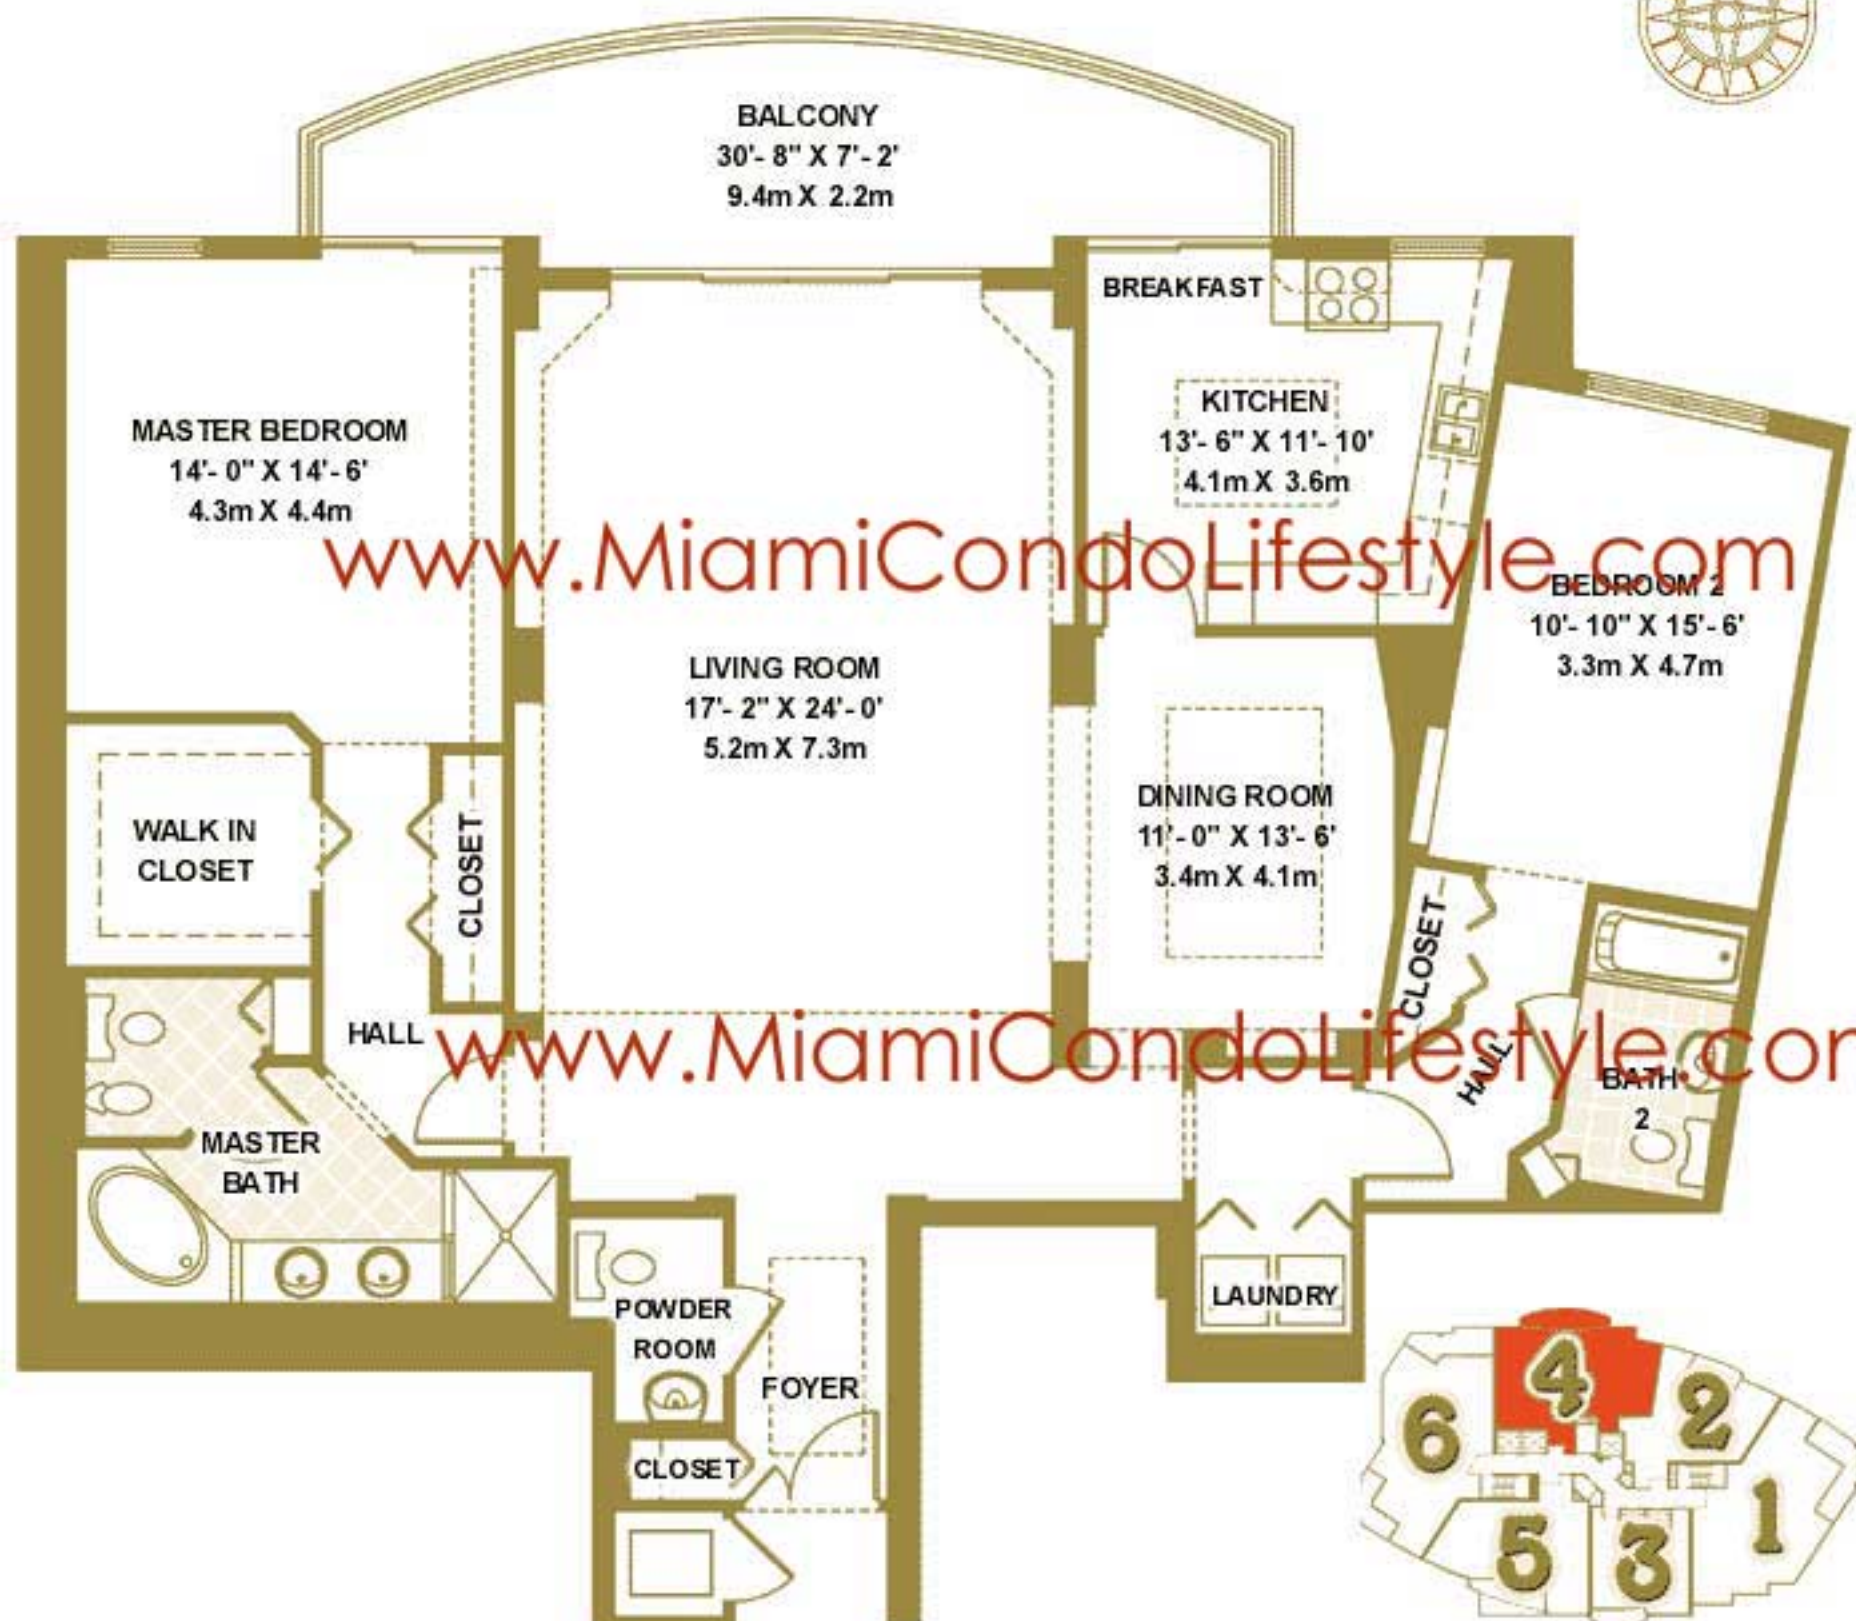 BALCONY
30'- 8" X 7'- 2'
9.4m X 2.2m
BREAKFAST
MASTER BEDROOM
14'- 0" X 14'- 6'
4.3m X 4.4m
KITCHEN
13'- 6" X 11'- 10'
4.1m X 3.6m
www.MiamiCondoLifestyle.com
BEDROOM 2
10'- 10" X 15'- 6'
3.3m X 4.7m
LIVING ROOM
17'- 2" X 24'- 0'
5.2m X 7.3m
WALK IN
CLOSET
CLOSET
DINING ROOM
11'- 0" X 13'- 6'
3.4m X 4.1m
CLOSET
HALL
www.MiamiCondoLifestyle.com
HALL
BATH
2
MASTER
BATH
POWDER
ROOM
LAUNDRY
FOYER
CLOSET
4
6
2
1
5
3